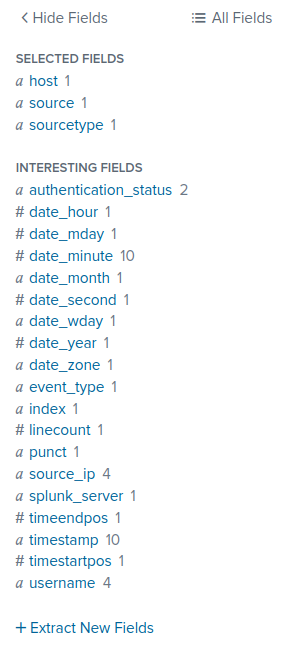 Hide Fields
All Fields
SELECTED FIELDS
a host 1
a source 1
a sourcetype 1
INTERESTING FIELDS
a authentication_status 2
# date_hour 1
# date_mday 1
# date_minute 10
a date_month 1
# date_second 1
a date_wday 1
# date_year 1
a date_zone 1
a event_type 1
a index 1
# linecount 1
a punct 1
a source_ip 4
a splunk_server 1
# timeendpos 1
a timestamp 10
# timestartpos 1
a username 4
+ Extract New Fields